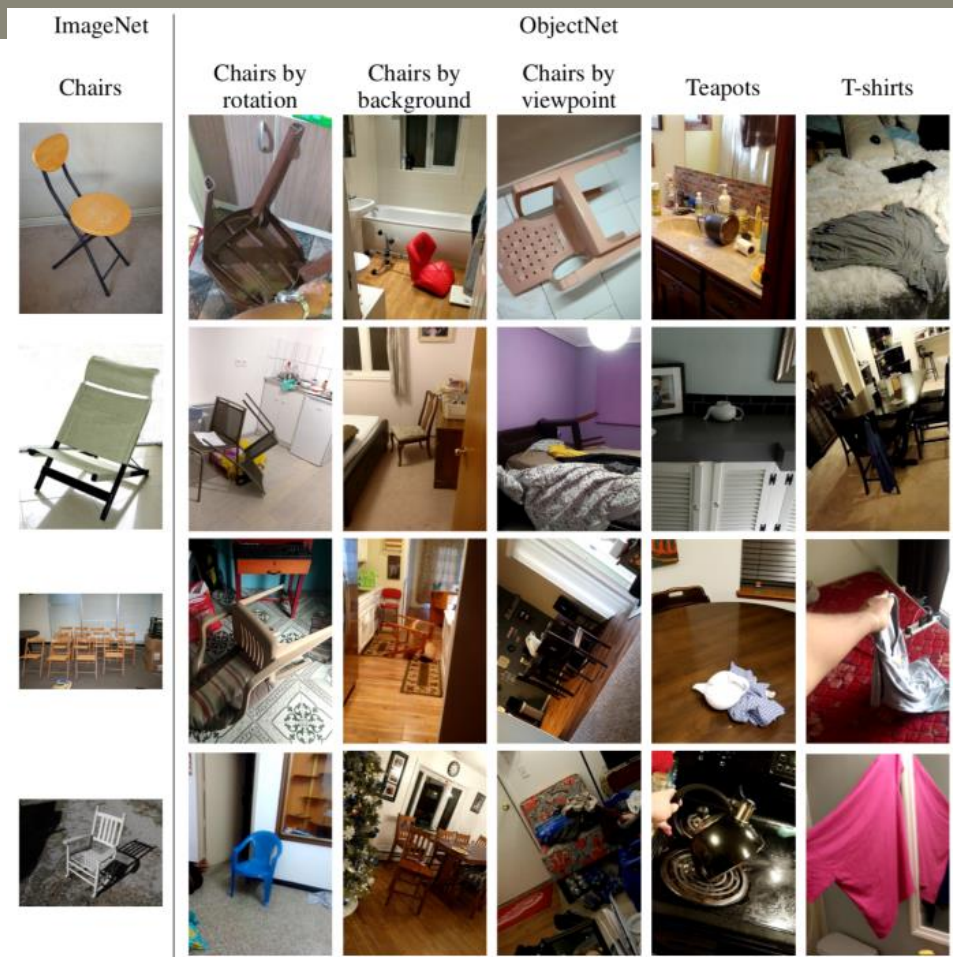 ImageNet
ObjectNet
Chairs
Chairs by
rotation
Chairs by
background
Chairs by
viewpoint
Teapots
T-shirts